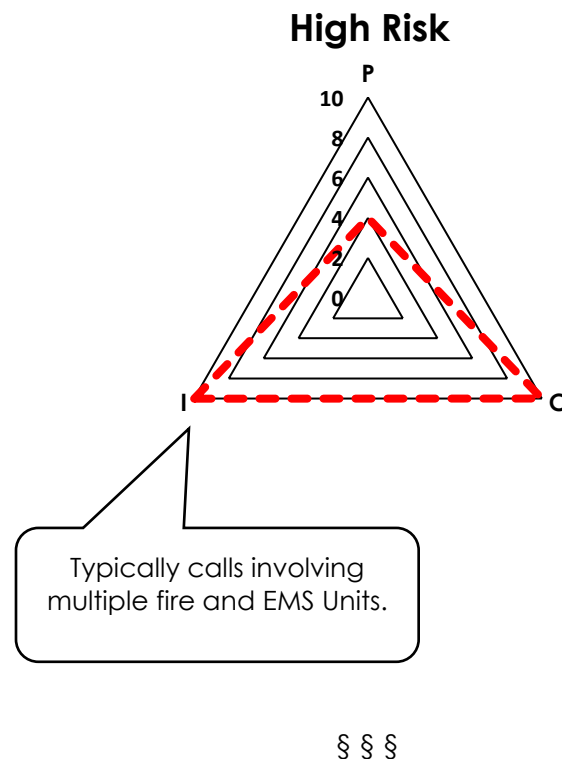 High Risk
P
10
8
6
4
2
0
I
C
Typically calls involving
multiple fire and EMS Units.
§ § §